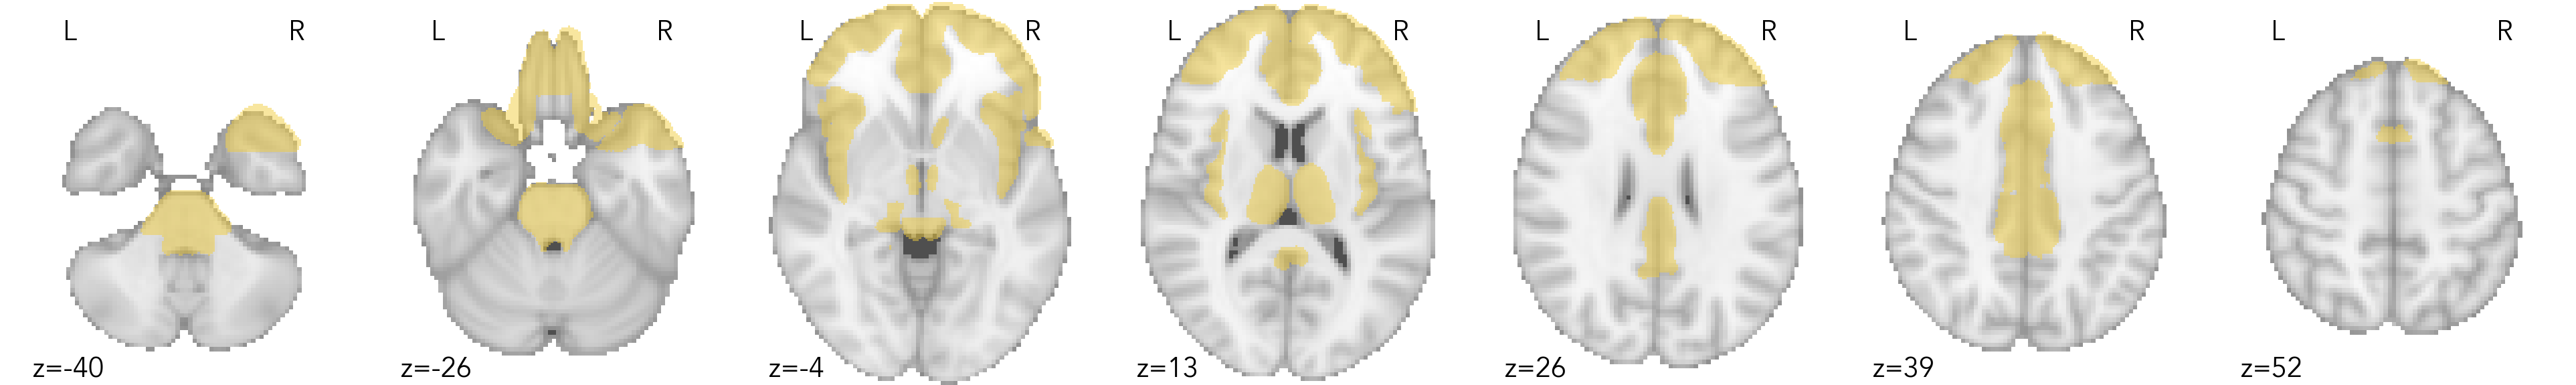 L R L R L R L R L R L R L R
z=-40 z=-26 z=-4 z=13 z=26 z=39 z=52